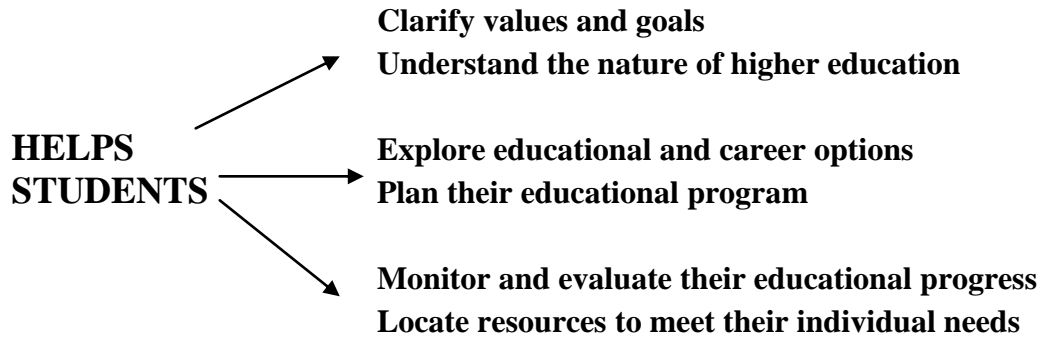 Clarify values and goals
Understand the nature of higher education
HELPS
STUDENTS
Explore educational and career options
Plan their educational program
Monitor and evaluate their educational progress
Locate resources to meet their individual needs